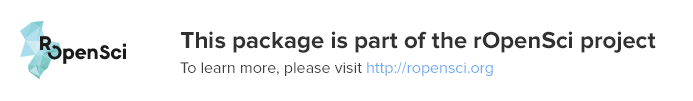 rOpenSci
This package is part of the rOpenSci project
To learn more, please visit http://ropensci.org